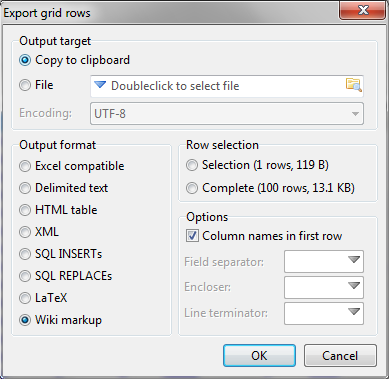 Export grid rows
Output target
Copy to clipboard
File
Doubleclick to select file
Encoding:
UTF-8
Output format
Excel compatible
Delimited text
HTML table
XML
SQL INSERTs
SQL REPLACEs
LaTeX
Wiki markup
Row selection
Selection (1 rows, 119 B)
Complete (100 rows, 13.1 KB)
Options
Column names in first row
Field separator:
Encloser:
Line terminator:
OK
Cancel